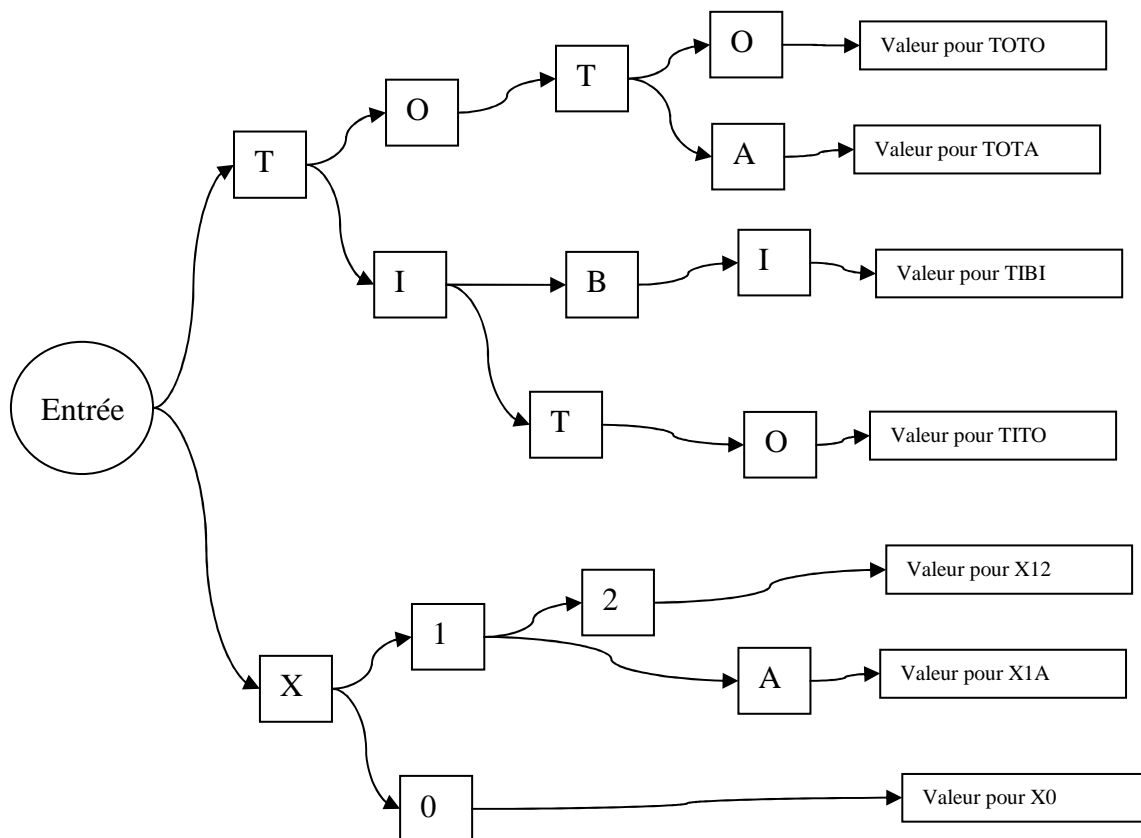 O
Valeur pour TOTO
T
O
T
A
Valeur pour TOTA
I
B
I
Valeur pour TIBI
Entrée
T
O
Valeur pour TITO
2
Valeur pour X12
1
X
A
Valeur pour X1A
0
Valeur pour X0